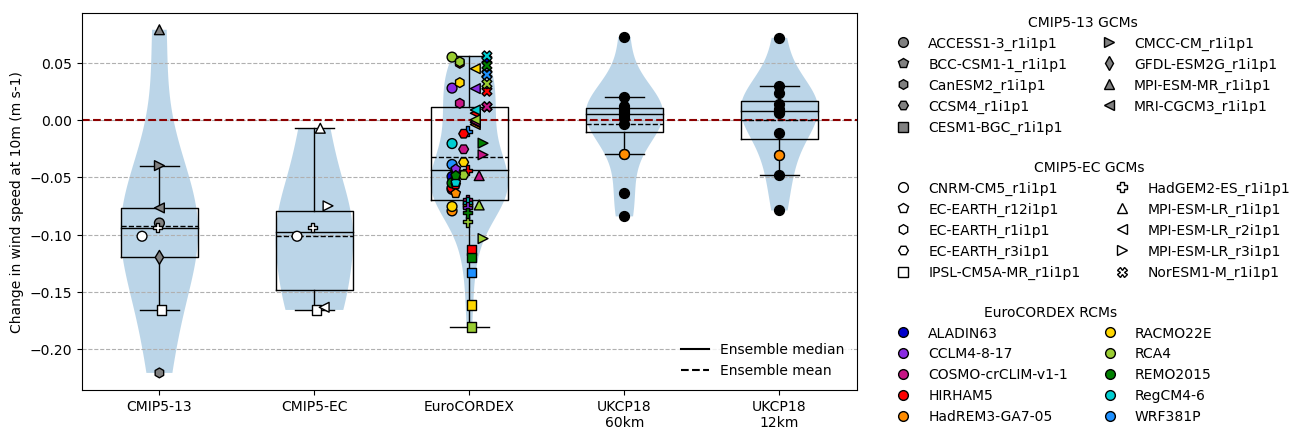 Change in wind speed at 10m (m s-1)
0.05
0.00
−0.05
−0.10
−0.15
−0.20
CMIP5-13
CMIP5-EC
EuroCORDEX
UKCP18
60km
UKCP18
12km
Ensemble median
Ensemble mean
CMIP5-13 GCMs
ACCESS1-3_r1i1p1
BCC-CSM1-1_r1i1p1
CanESM2_r1i1p1
CCSM4_r1i1p1
CESM1-BGC_r1i1p1
CMCC-CM_r1i1p1
GFDL-ESM2G_r1i1p1
MPI-ESM-MR_r1i1p1
MRI-CGCM3_r1i1p1
CMIP5-EC GCMs
CNRM-CM5_r1i1p1
EC-EARTH_r12i1p1
EC-EARTH_r1i1p1
EC-EARTH_r3i1p1
IPSL-CM5A-MR_r1i1p1
HadGEM2-ES_r1i1p1
MPI-ESM-LR_r1i1p1
MPI-ESM-LR_r2i1p1
MPI-ESM-LR_r3i1p1
NorESM1-M_r1i1p1
EuroCORDEX RCMs
ALADIN63
CCLM4-8-17
COSMO-crCLIM-v1-1
HIRHAM5
HadREM3-GA7-05
RACMO22E
RCA4
REMO2015
RegCM4-6
WRF381P